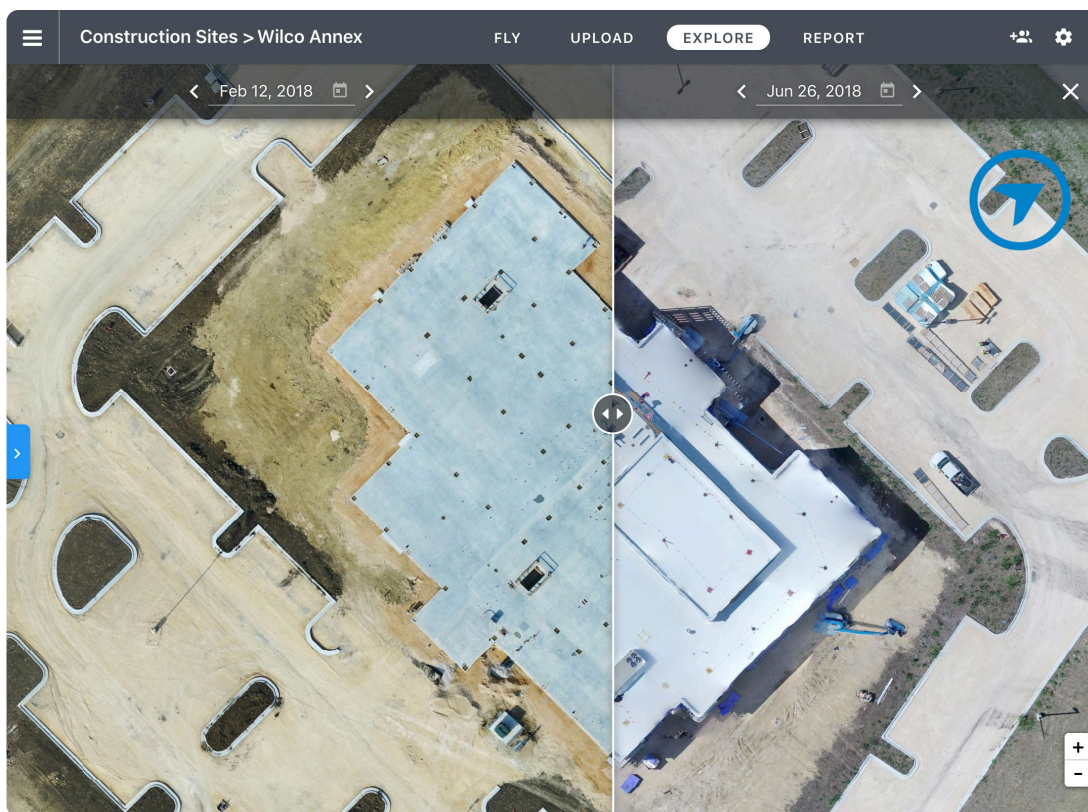 Construction Sites > Wilco Annex
FLY
UPLOAD
EXPLORE
REPORT
Feb 12, 2018
Jun 26, 2018
+
-